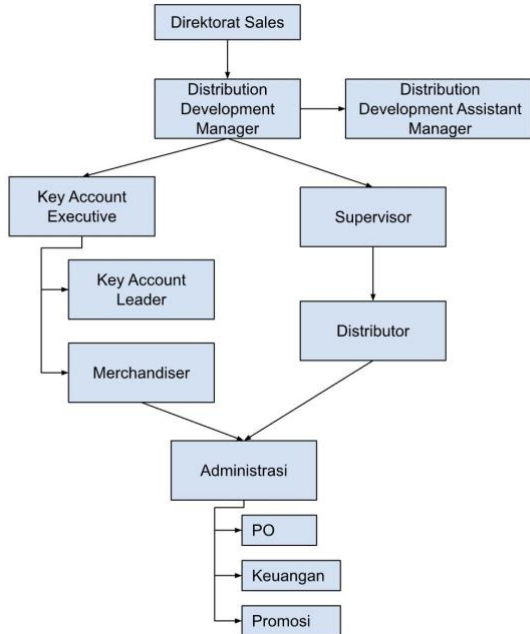 Direktorat Sales
Distribution
Development
Manager
Distribution
Development Assistant
Manager
Key Account
Executive
Supervisor
Key Account
Leader
Distributor
Merchandiser
Administrasi
PO
Keuangan
Promosi